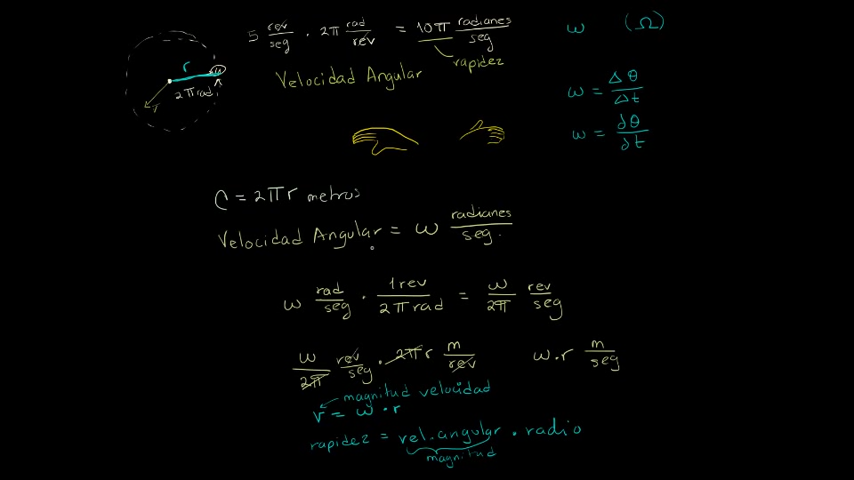 5 rev/seg · 2π rad/rev = 10π radianes/seg
rapidez
ω (Ω)
r
2π rad
Velocidad Angular
ω = Δθ/Δt
ω = dθ/dt
C = 2πr metros
Velocidad Angular = ω radianes/seg.
ω rad/seg · 1rev/2π rad = ω/2π rev/seg
ω/2π rev/seg · 2πr m/rev ω·r m/seg
magnitud velocidad
v = ω·r
rapidez = vel.angular · radio
magnitud